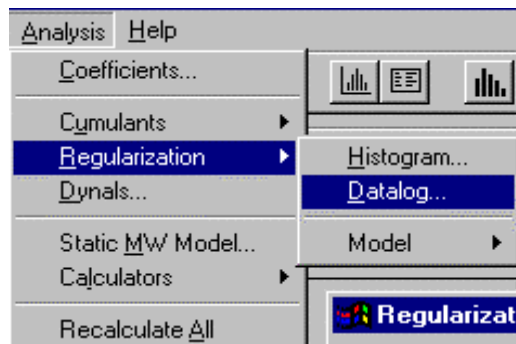 Analysis Help
Coefficients...
Cumulants
Regularization
Histogram...
Dynals...
Datalog...
Static MW Model...
Model
Calculators
Recalculate All
Regularizat